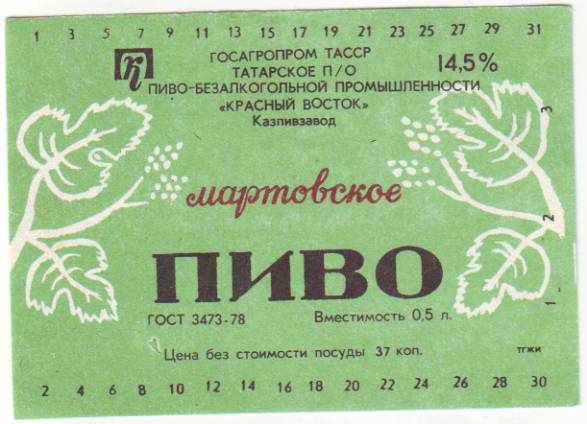 1 3 5 7 9 11 13 15 17 19 21 23 25 27 29 31
ГОСАГРОПРОМ ТАССР
14,5%
ТАТАРСКОЕ П/О
ПИВО-БЕЗАЛКОГОЛЬНОЙ ПРОМЫШЛЕННОСТИ
«КРАСНЫЙ ВОСТОК»
Казпивзавод
мартовское
ПИВО
ГОСТ 3473-78 Вместимость 0,5 л.
Цена без стоимости посуды 37 коп.
тгжи
3
2
1
2 4 6 8 10 12 14 16 18 20 22 24 26 28 30